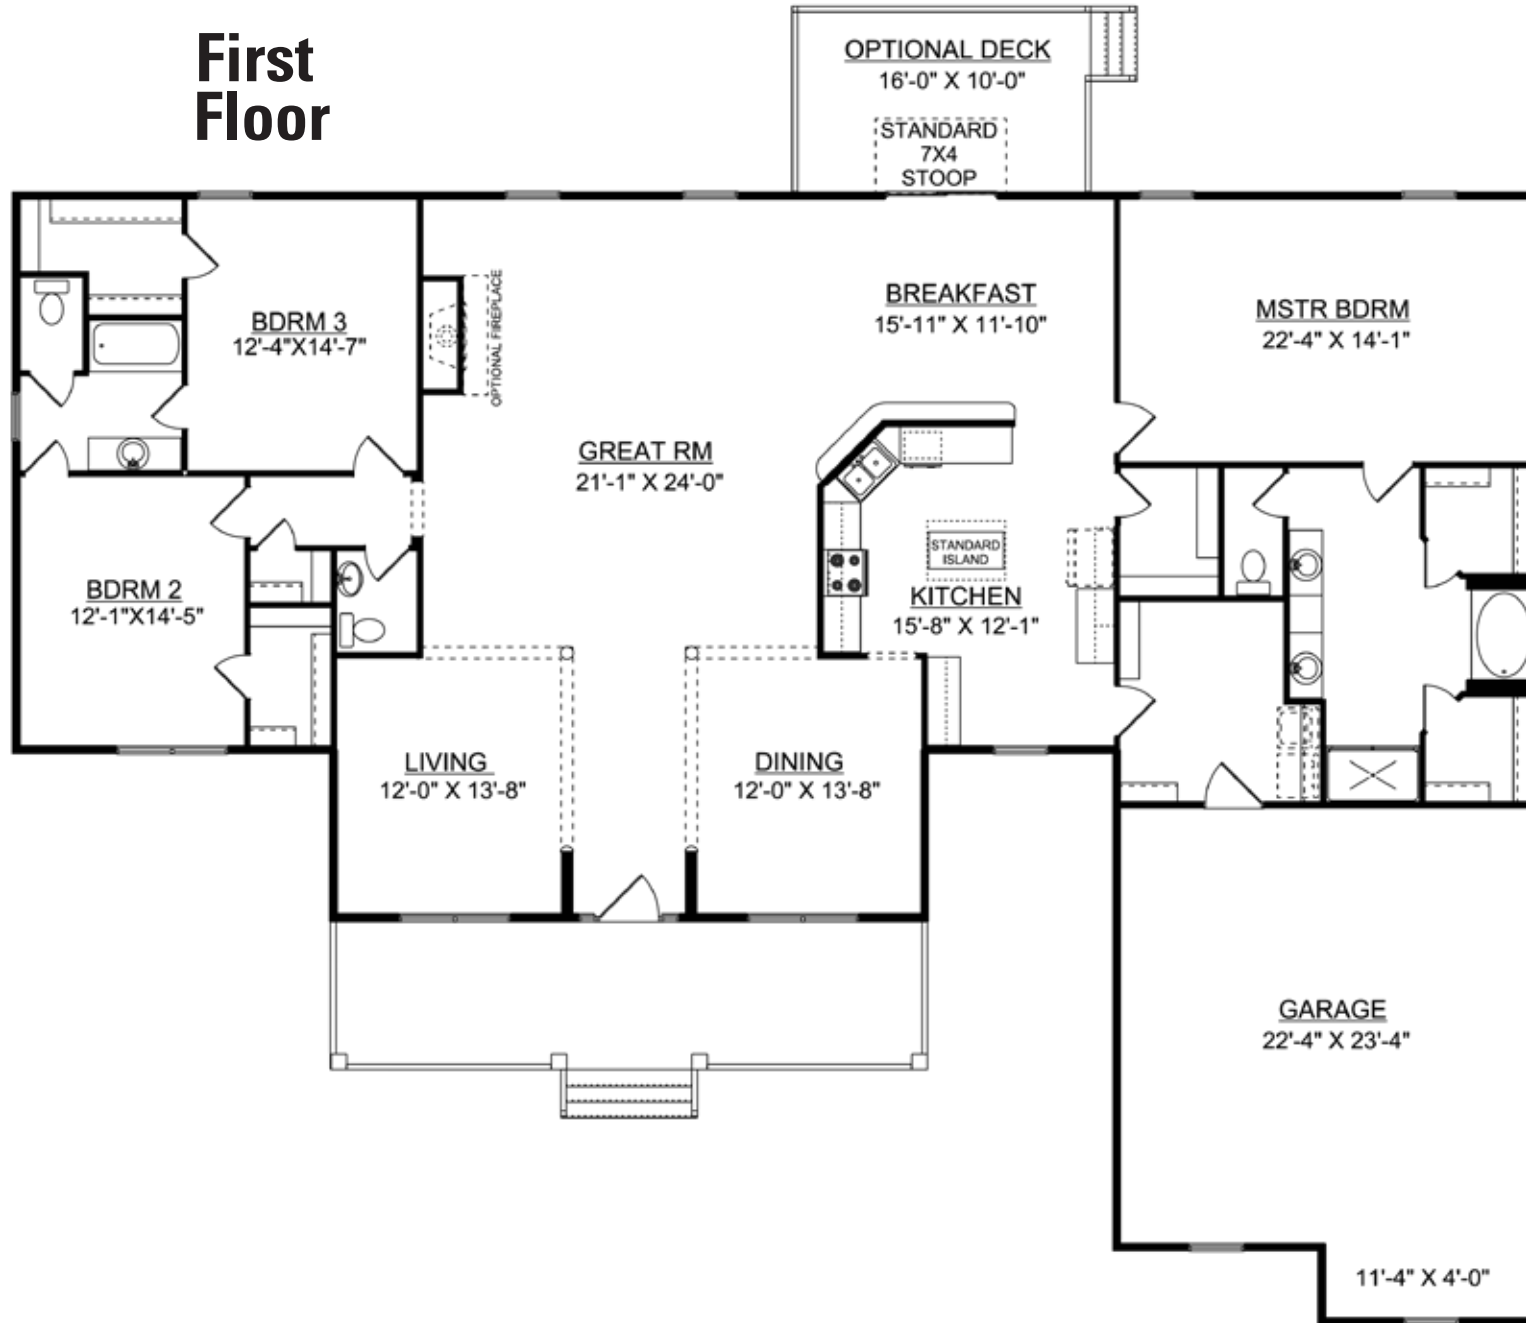 First
Floor
OPTIONAL DECK
16'-0" X 10'-0"
STANDARD
7X4
STOOP
BDRM 3
12'-4"X14'-7"
OPTIONAL FIREPLACE
BREAKFAST
15'-11" X 11'-10"
MSTR BDRM
22'-4" X 14'-1"
GREAT RM
21'-1" X 24'-0"
STANDARD
ISLAND
KITCHEN
15'-8" X 12'-1"
BDRM 2
12'-1"X14'-5"
LIVING
12'-0" X 13'-8"
DINING
12'-0" X 13'-8"
GARAGE
22'-4" X 23'-4"
11'-4" X 4'-0"